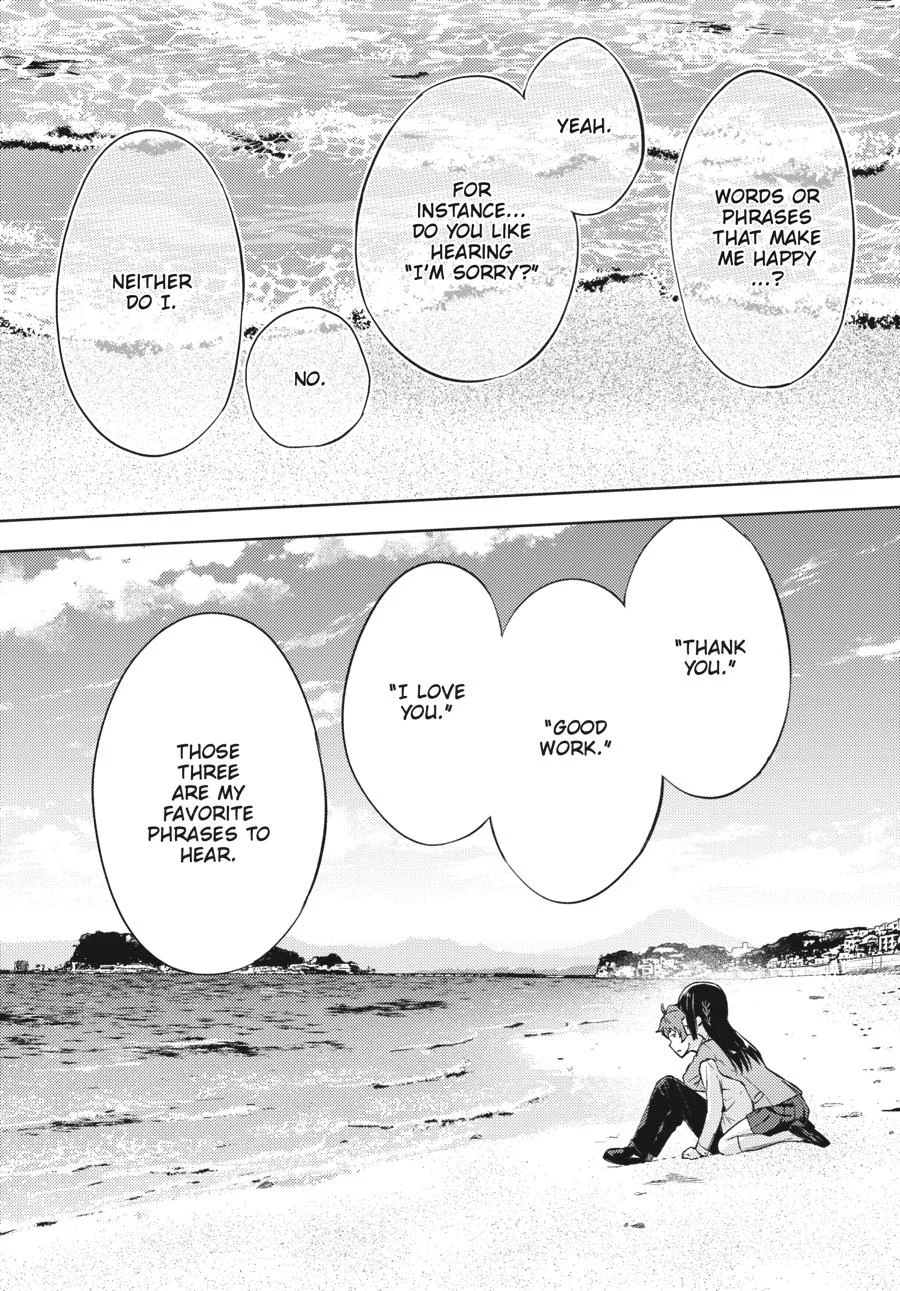 WORDS OR
PHRASES
THAT MAKE
ME HAPPY
...?
YEAH.
FOR
INSTANCE...
DO YOU LIKE
HEARING
"I'M SORRY?"
NO.
NEITHER
DO I.
"THANK
YOU."
"GOOD
WORK."
"I LOVE
YOU."
THOSE
THREE
ARE MY
FAVORITE
PHRASES TO
HEAR.